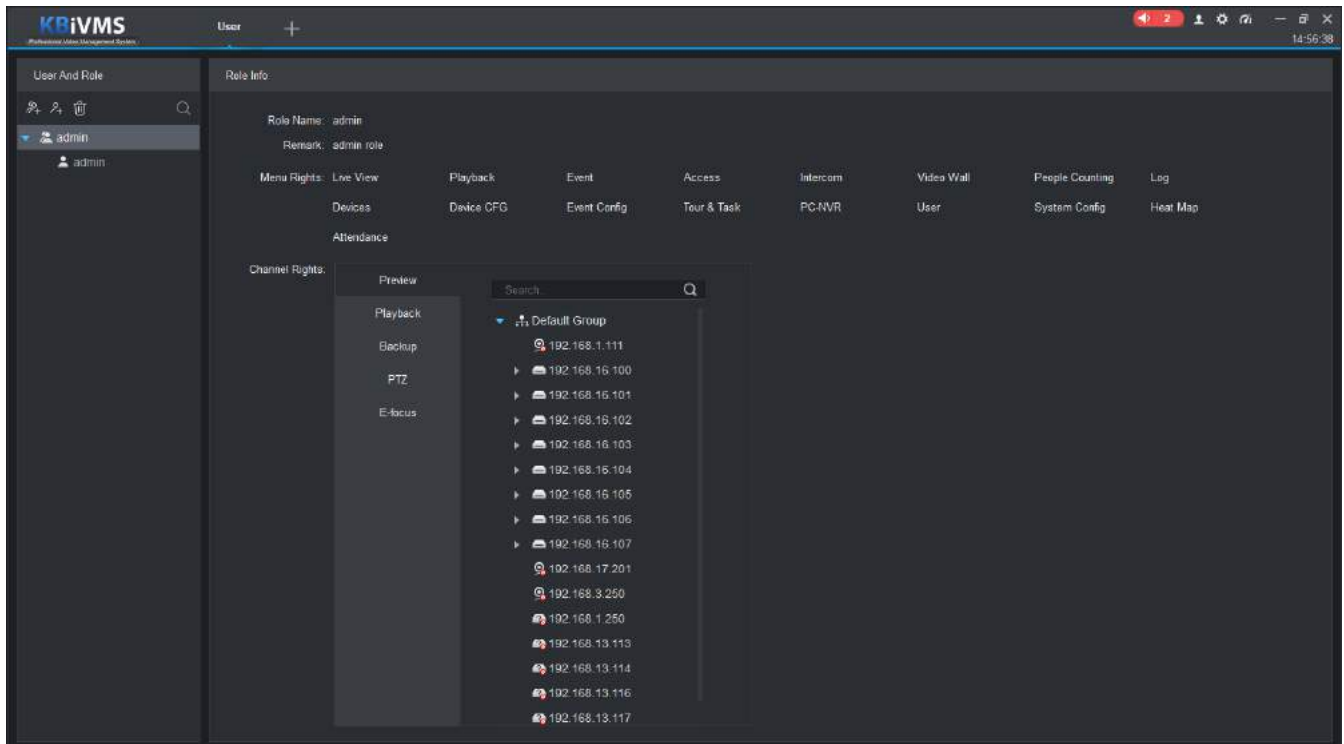 KBiVMS
Professional Video Management System
User
2
14:56:38
User And Role
Role Info
admin
admin
Role Name: admin
Remark: admin role
Menu Rights: Live View Playback Event Access Intercom Video Wall People Counting Log
Devices Device CFG Event Config Tour & Task PC-NVR User System Config Heat Map
Attendance
Channel Rights:
Preview
Playback
Backup
PTZ
E-focus
Search...
Default Group
192.168.1.111
192.168.16.100
192.168.16.101
192.168.16.102
192.168.16.103
192.168.16.104
192.168.16.105
192.168.16.106
192.168.16.107
192.168.17.201
192.168.3.250
192.168.1.250
192.168.13.113
192.168.13.114
192.168.13.116
192.168.13.117